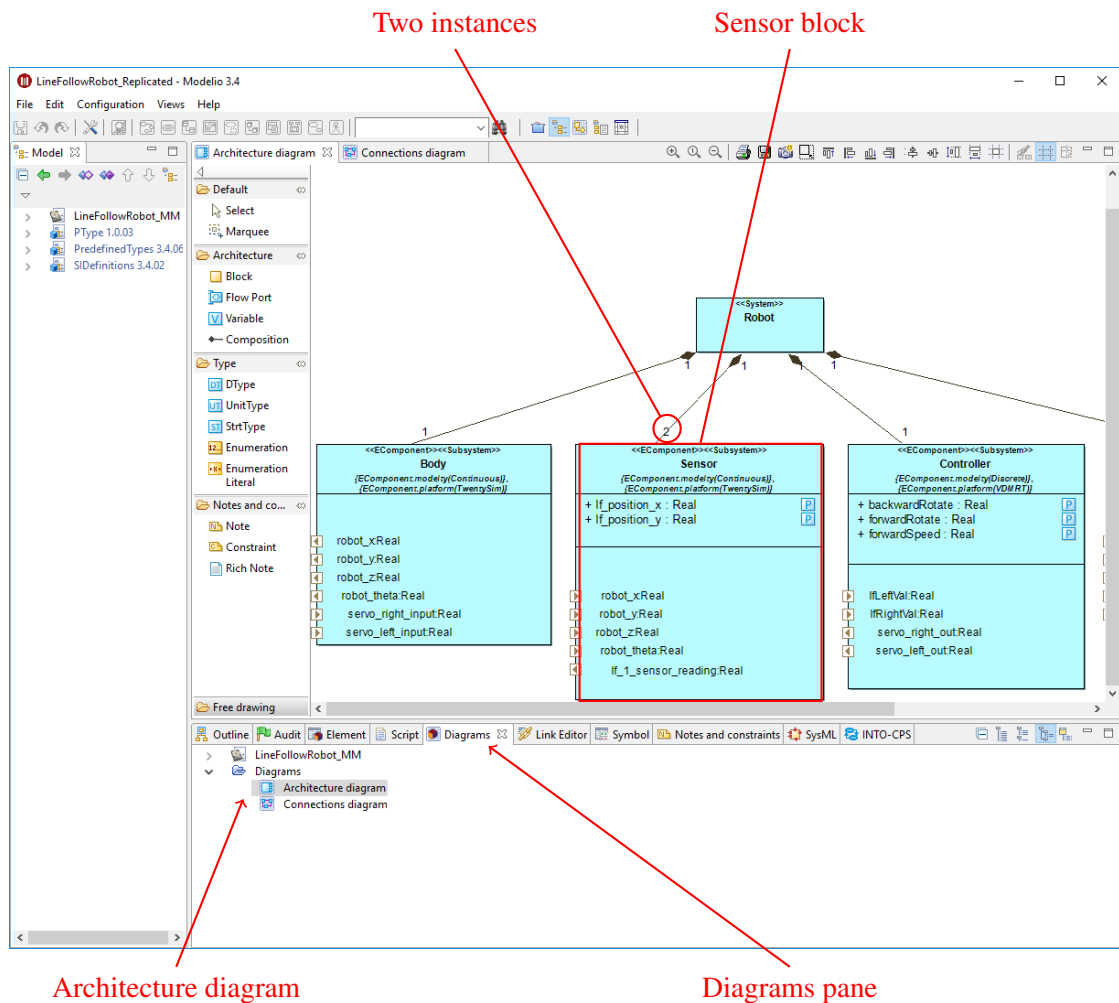 Two instances
Sensor block
LineFollowRobot_Replicated - Modelio 3.4
File Edit Configuration Views Help
Model
Architecture diagram
Connections diagram
Default
Select
Marquee
Architecture
Block
Flow Port
Variable
Composition
Type
DType
UnitType
StrtType
Enumeration
Enumeration
Literal
Notes and co...
Note
Constraint
Rich Note
Free drawing
LineFollowRobot_MM
PType 1.0.03
PredefinedTypes 3.4.06
SIDefinitions 3.4.02
<<System>>
Robot
1
1
1
1
1
2
1
<<EComponent>><<Subsystem>>
Body
{EComponent.modelty(Continuous)},
{EComponent.platform(TwentySim)}
robot_x:Real
robot_y:Real
robot_z:Real
robot_theta:Real
servo_right_input:Real
servo_left_input:Real
<<EComponent>><<Subsystem>>
Sensor
{EComponent.modelty(Continuous)},
{EComponent.platform(TwentySim)}
+ lf_position_x : Real P
+ lf_position_y : Real P
robot_x:Real
robot_y:Real
robot_z:Real
robot_theta:Real
lf_1_sensor_reading:Real
<<EComponent>><<Subsystem>>
Controller
{EComponent.modelty(Discrete)},
{EComponent.platform(VDMRT)}
+ backwardRotate : Real P
+ forwardRotate : Real P
+ forwardSpeed : Real P
lfLeftVal:Real
lfRightVal:Real
servo_right_out:Real
servo_left_out:Real
Outline Audit Element Script Diagrams Link Editor Symbol Notes and constraints SysML INTO-CPS
LineFollowRobot_MM
Diagrams
Architecture diagram
Connections diagram
Architecture diagram
Diagrams pane